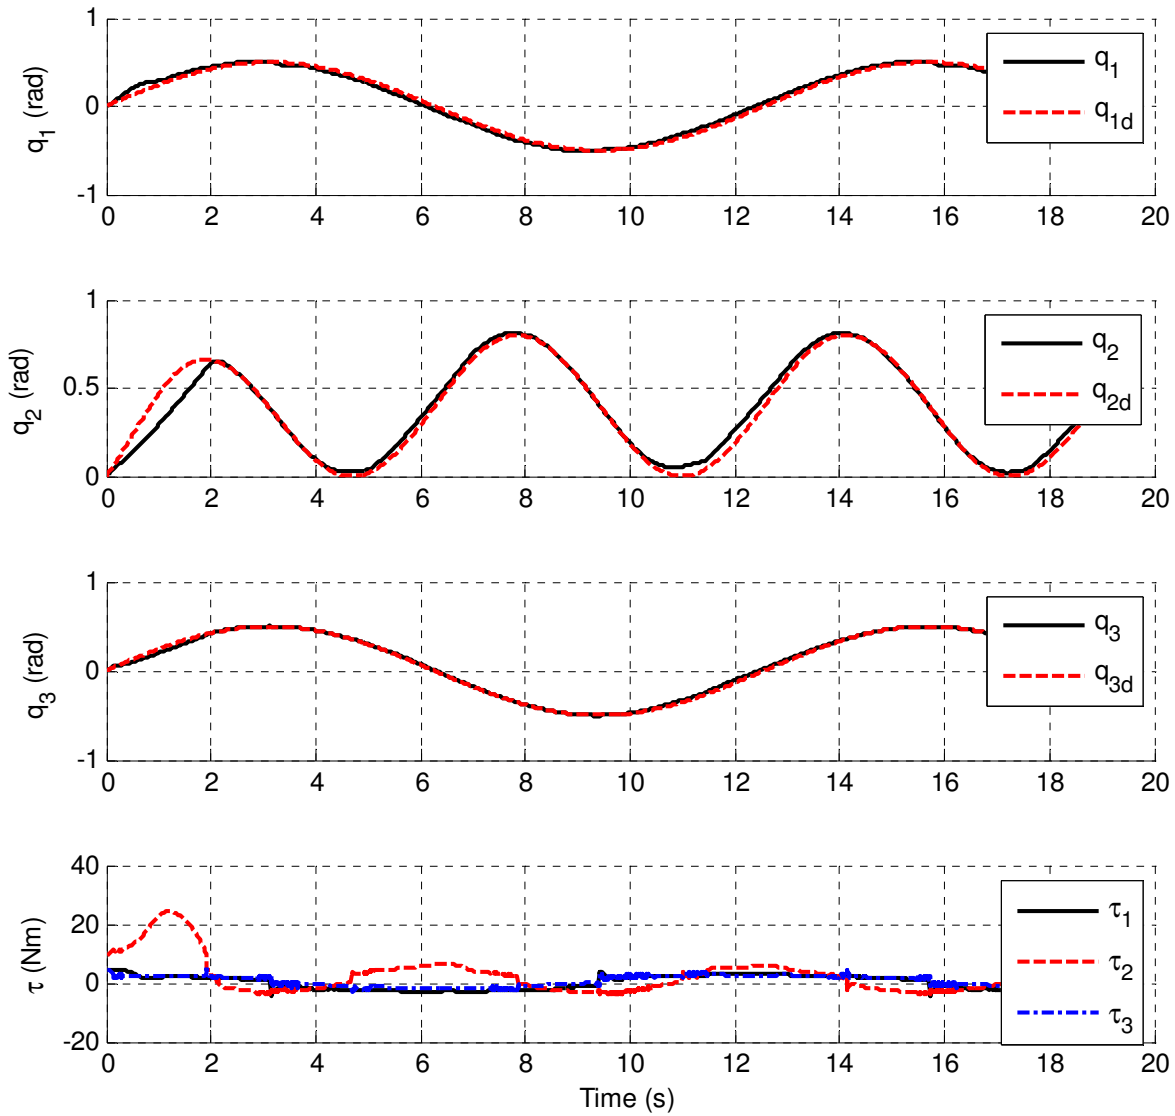 1
0
-1
q1 (rad)
q1
q1d
0 2 4 6 8 10 12 14 16 18 20
1
0.5
0
q2 (rad)
q2
q2d
0 2 4 6 8 10 12 14 16 18 20
1
0
-1
q3 (rad)
q3
q3d
0 2 4 6 8 10 12 14 16 18 20
40
20
0
-20
τ (Nm)
τ1
τ2
τ3
0 2 4 6 8 10 12 14 16 18 20
Time (s)